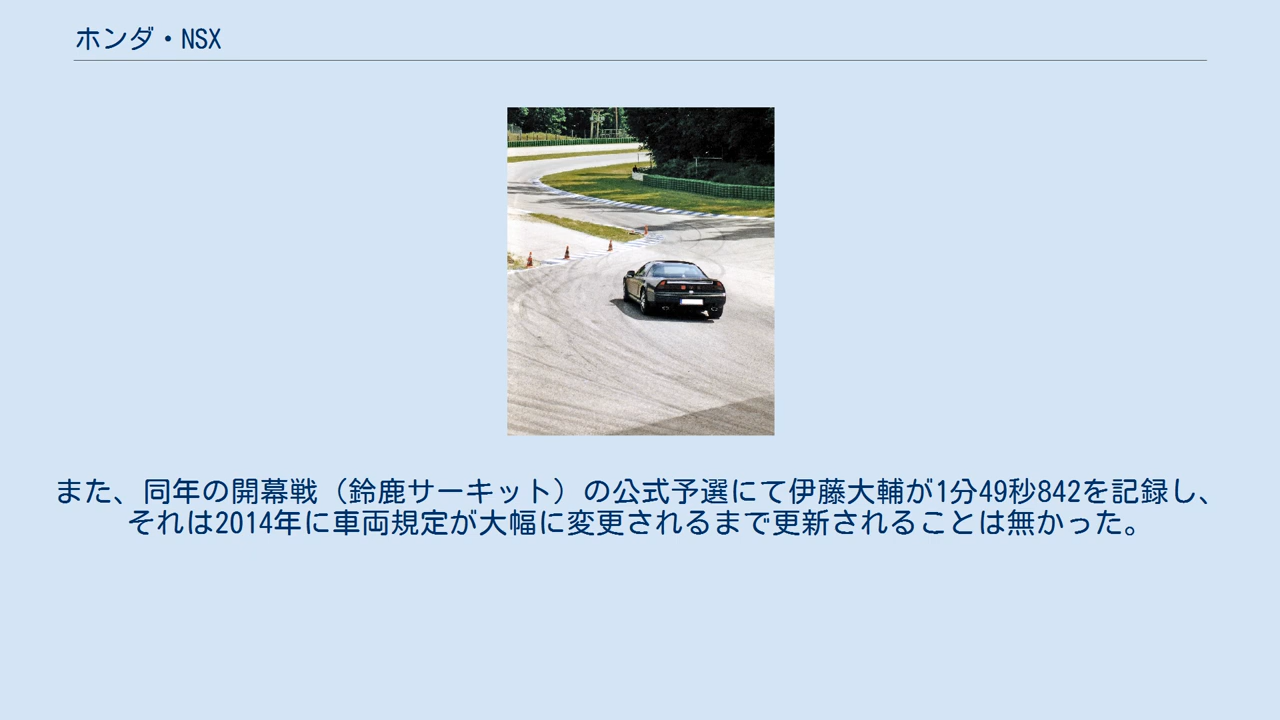 ホンダ・NSX
また、同年の開幕戦（鈴鹿サーキット）の公式予選にて伊藤大輔が1分49秒842を記録し、
それは2014年に車両規定が大幅に変更されるまで更新されることは無かった。